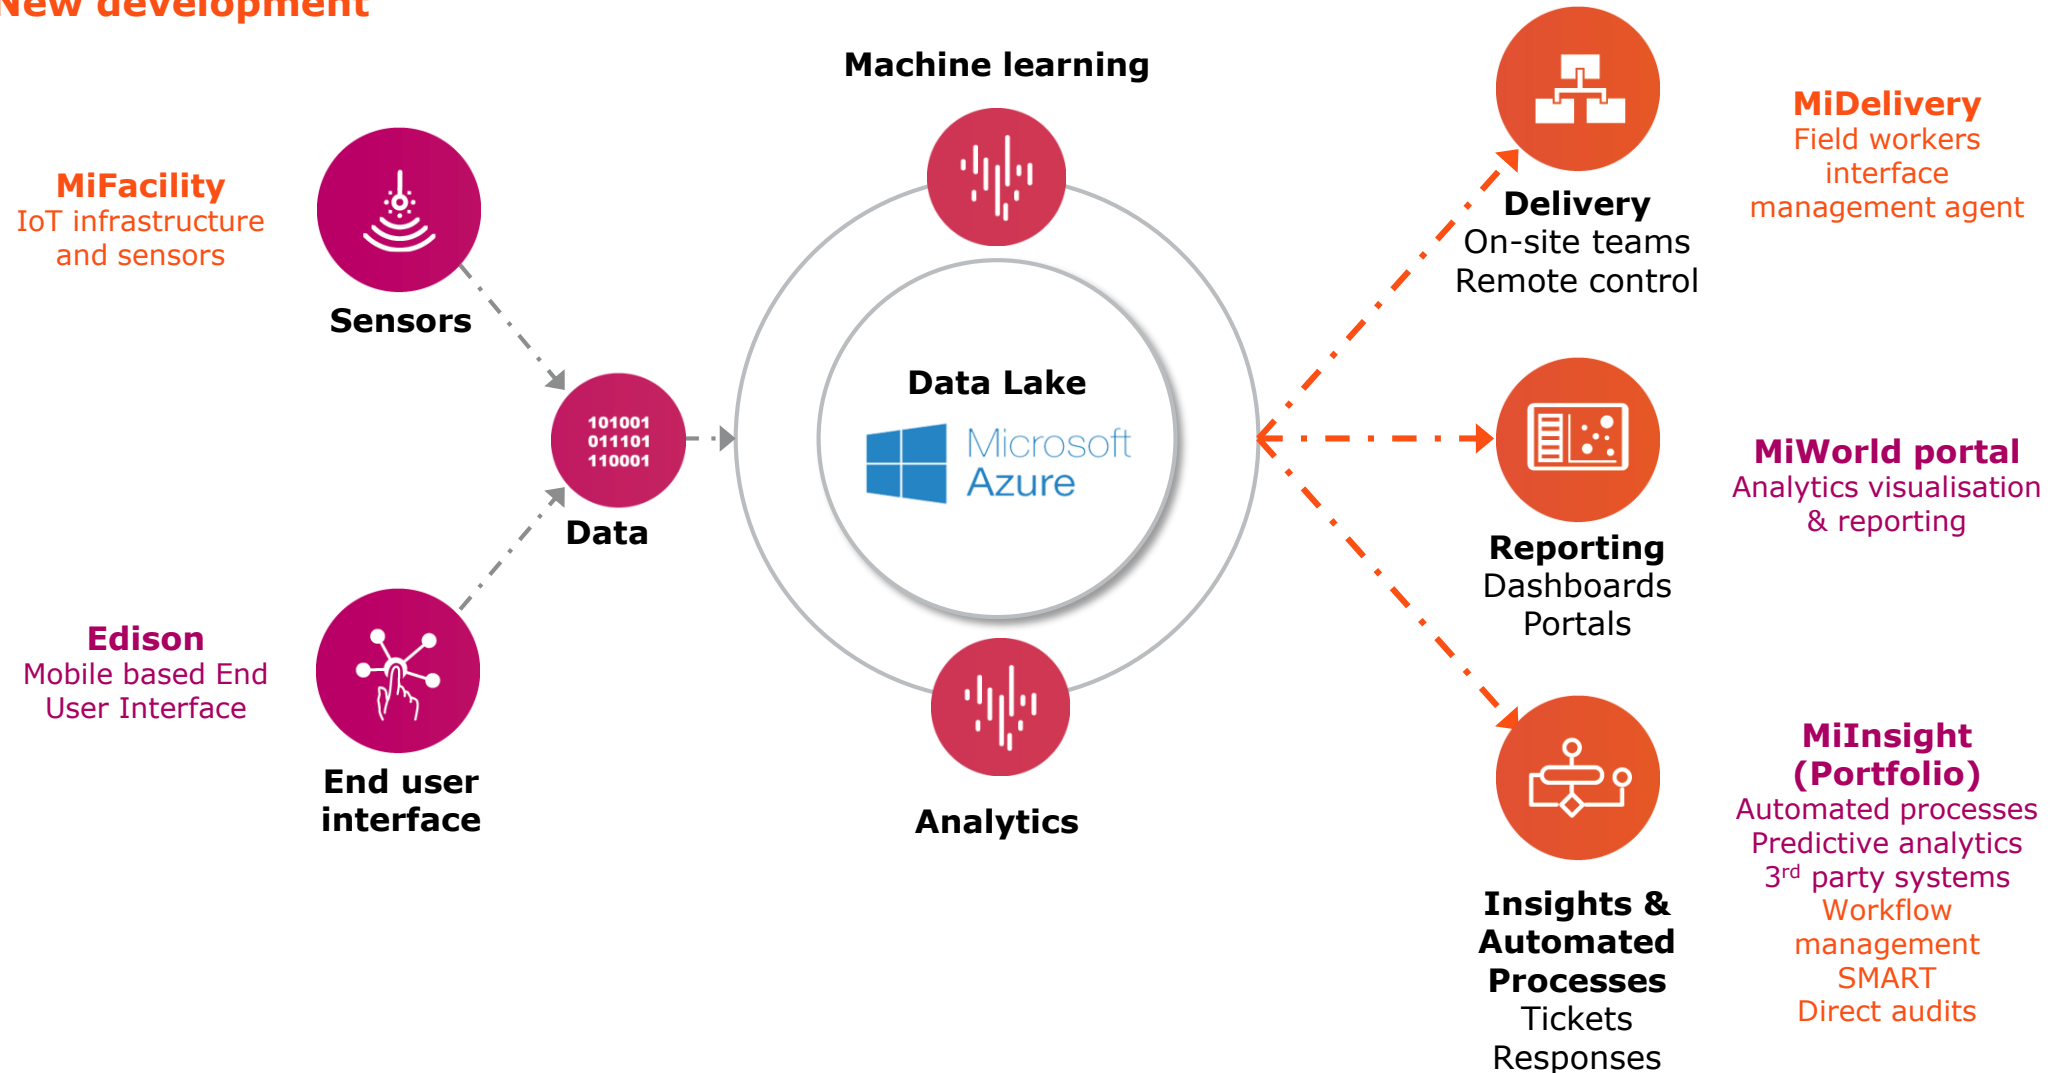 New development
Machine learning
MiFacility
IoT infrastructure
and sensors
Sensors
101001
011101
110001
Data
Edison
Mobile based End
User Interface
End user
interface
Data Lake
Microsoft
Azure
Analytics
Delivery
On-site teams
Remote control
MiDelivery
Field workers
interface
management agent
Reporting
Dashboards
Portals
MiWorld portal
Analytics visualisation
& reporting
Insights &
Automated
Processes
Tickets
Responses
MiInsight
(Portfolio)
Automated processes
Predictive analytics
3rd party systems
Workflow
management
SMART
Direct audits